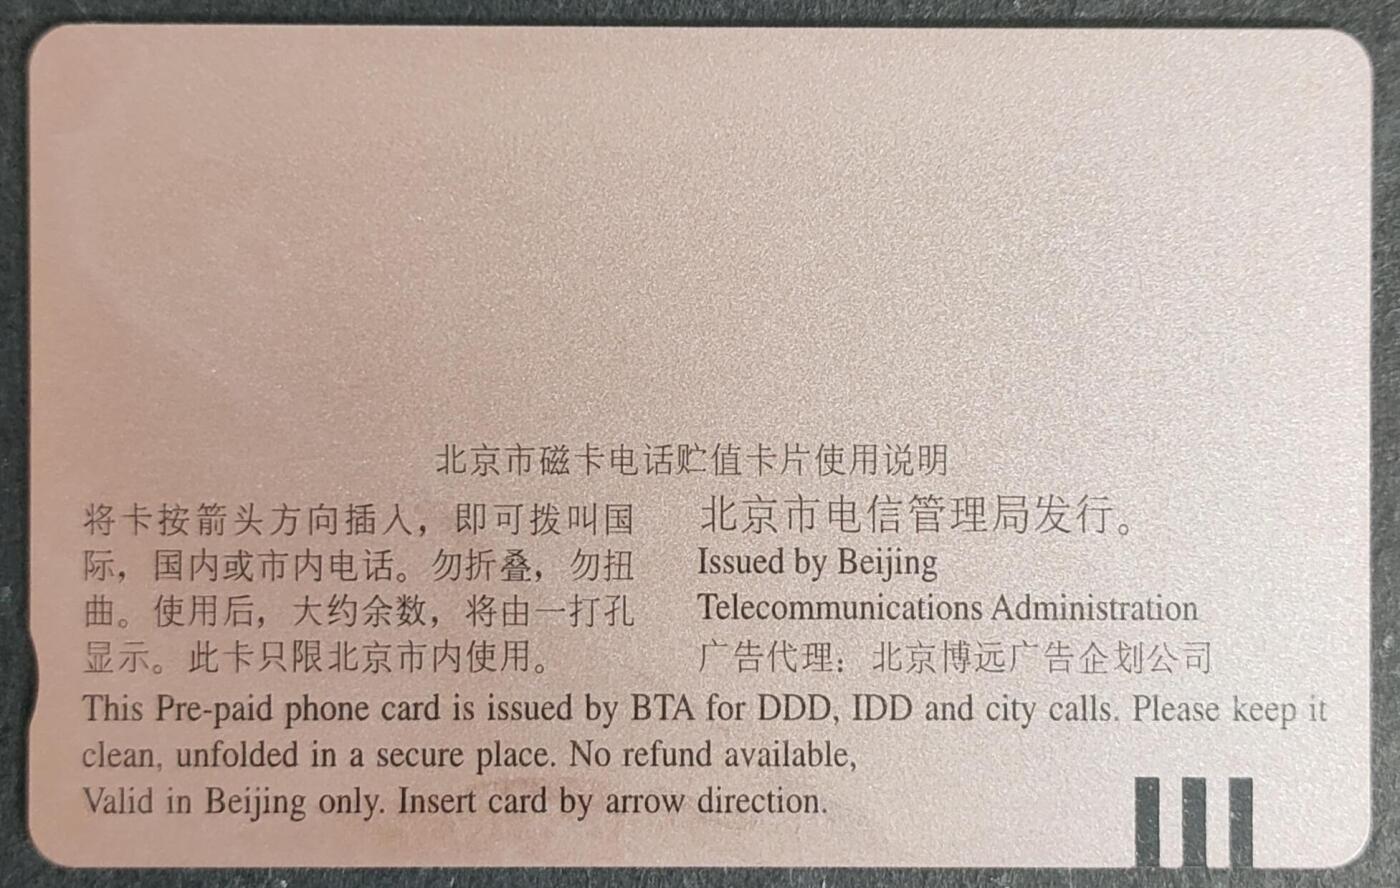 北京市磁卡电话贮值卡片使用说明
将卡按箭头方向插入，即可拨叫国
际，国内或市内电话。勿折叠，勿扭
曲。使用后，大约余数，将由一打孔
显示。此卡只限北京市内使用。
北京市电信管理局发行。
Issued by Beijing
Telecommunications Administration
广告代理：北京博远广告企划公司
This Pre-paid phone card is issued by BTA for DDD, IDD and city calls. Please keep it
clean, unfolded in a secure place. No refund available,
Valid in Beijing only. Insert card by arrow direction.